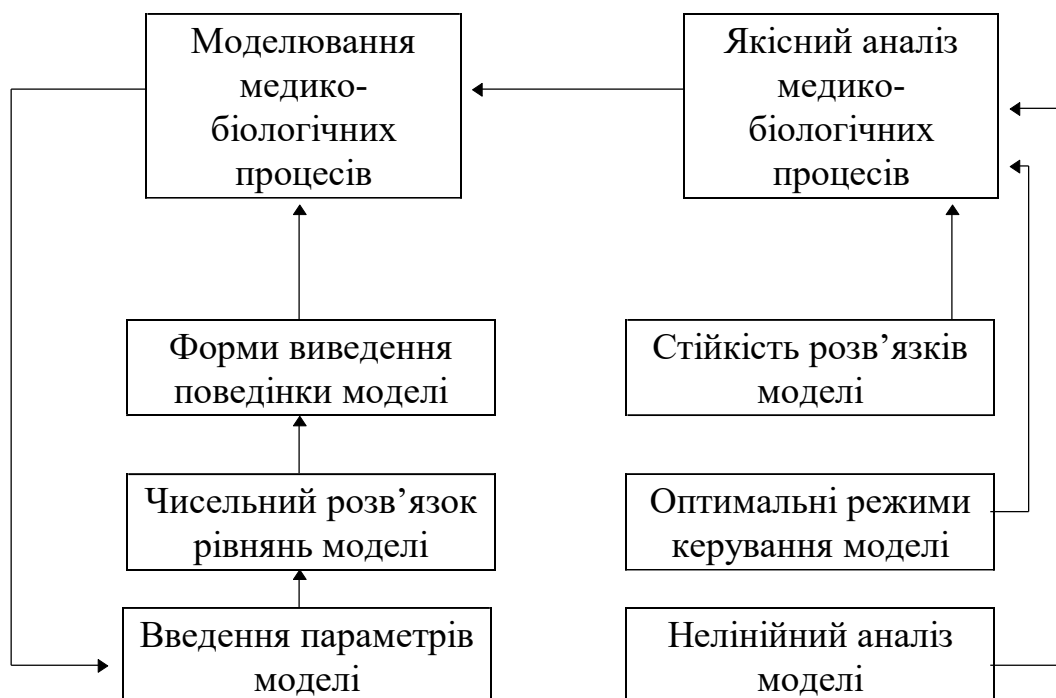 Моделювання
медико-
біологічних
процесів
Якісний аналіз
медико-
біологічних
процесів
Форми виведення
поведінки моделі
Стійкість розв’язків
моделі
Чисельний розв’язок
рівнянь моделі
Оптимальні режими
керування моделі
Введення параметрів
моделі
Нелінійний аналіз
моделі